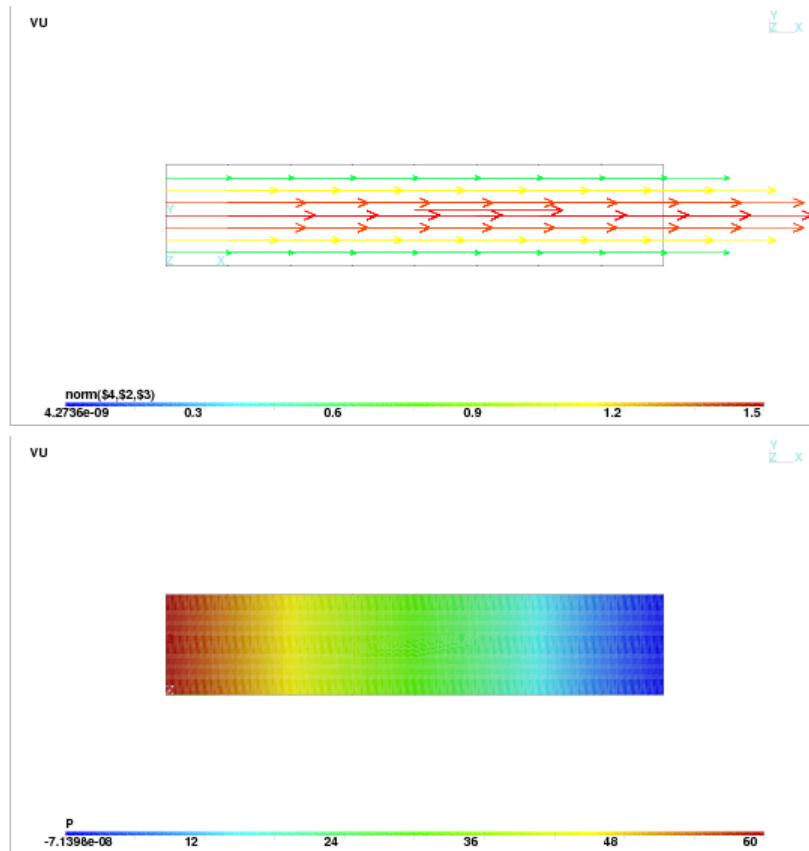 VU
Y
Z X
Y
Z X
norm($4,$2,$3)
4.2736e-09 0.3 0.6 0.9 1.2 1.5
VU
Y
Z X
P
-7.1398e-08 12 24 36 48 60